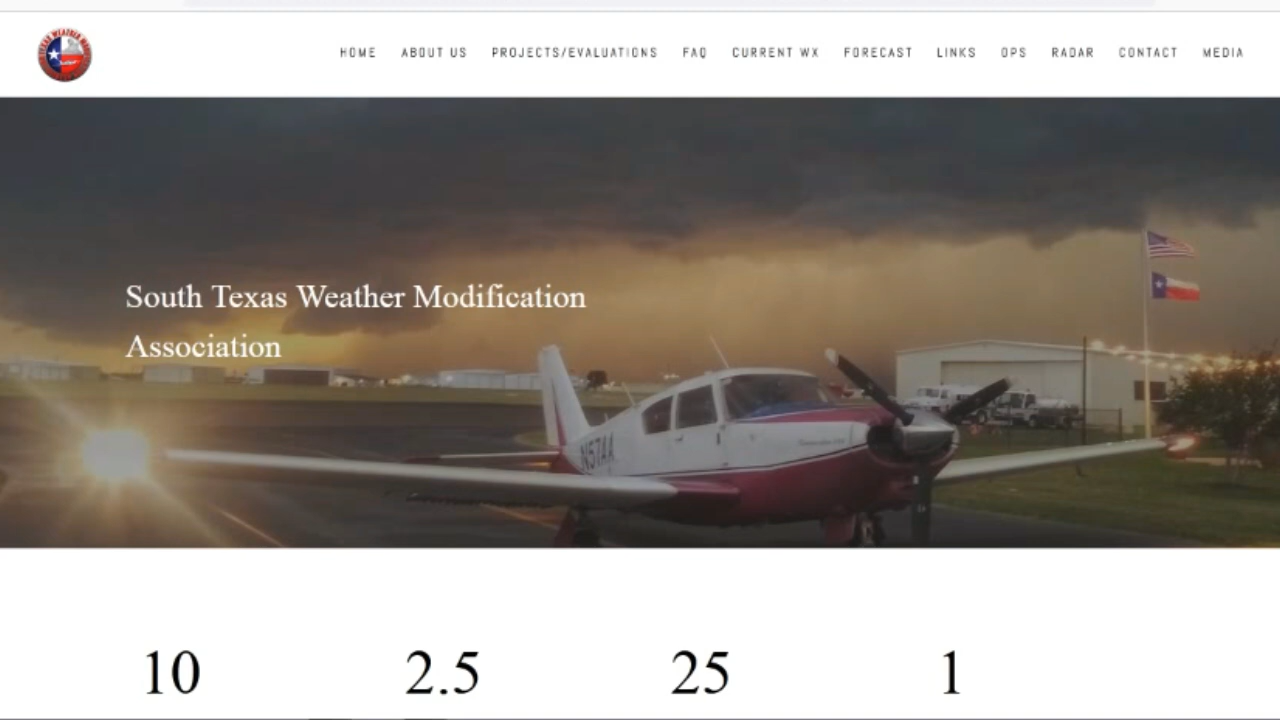 HOME ABOUT US PROJECTS/EVALUATIONS FAQ CURRENT WX FORECAST LINKS OPS RADAR CONTACT MEDIA
South Texas Weather Modification
Association
N57AA
10 2.5 25 1